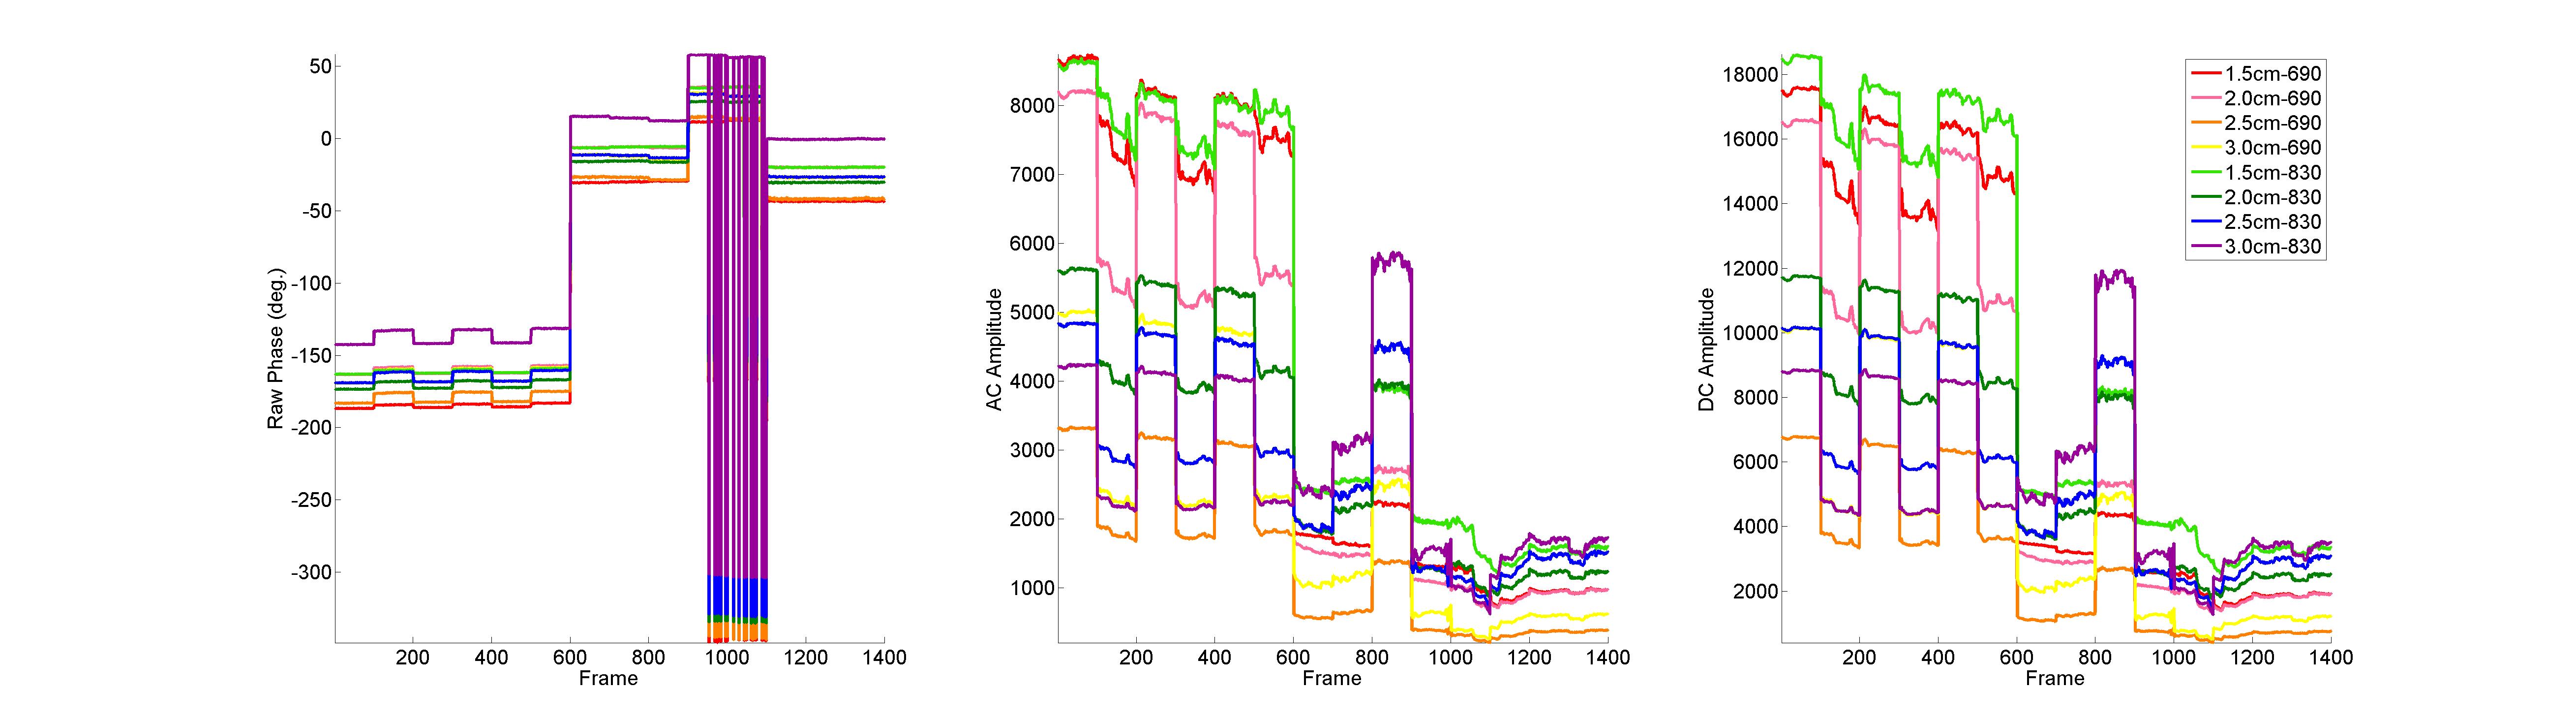 50
0
-50
-100
-150
-200
-250
-300
Raw Phase (deg.)
200 400 600 800 1000 1200 1400
Frame
8000
7000
6000
5000
4000
3000
2000
1000
AC Amplitude
200 400 600 800 1000 1200 1400
Frame
18000
16000
14000
12000
10000
8000
6000
4000
2000
DC Amplitude
200 400 600 800 1000 1200 1400
Frame
1.5cm-690
2.0cm-690
2.5cm-690
3.0cm-690
1.5cm-830
2.0cm-830
2.5cm-830
3.0cm-830